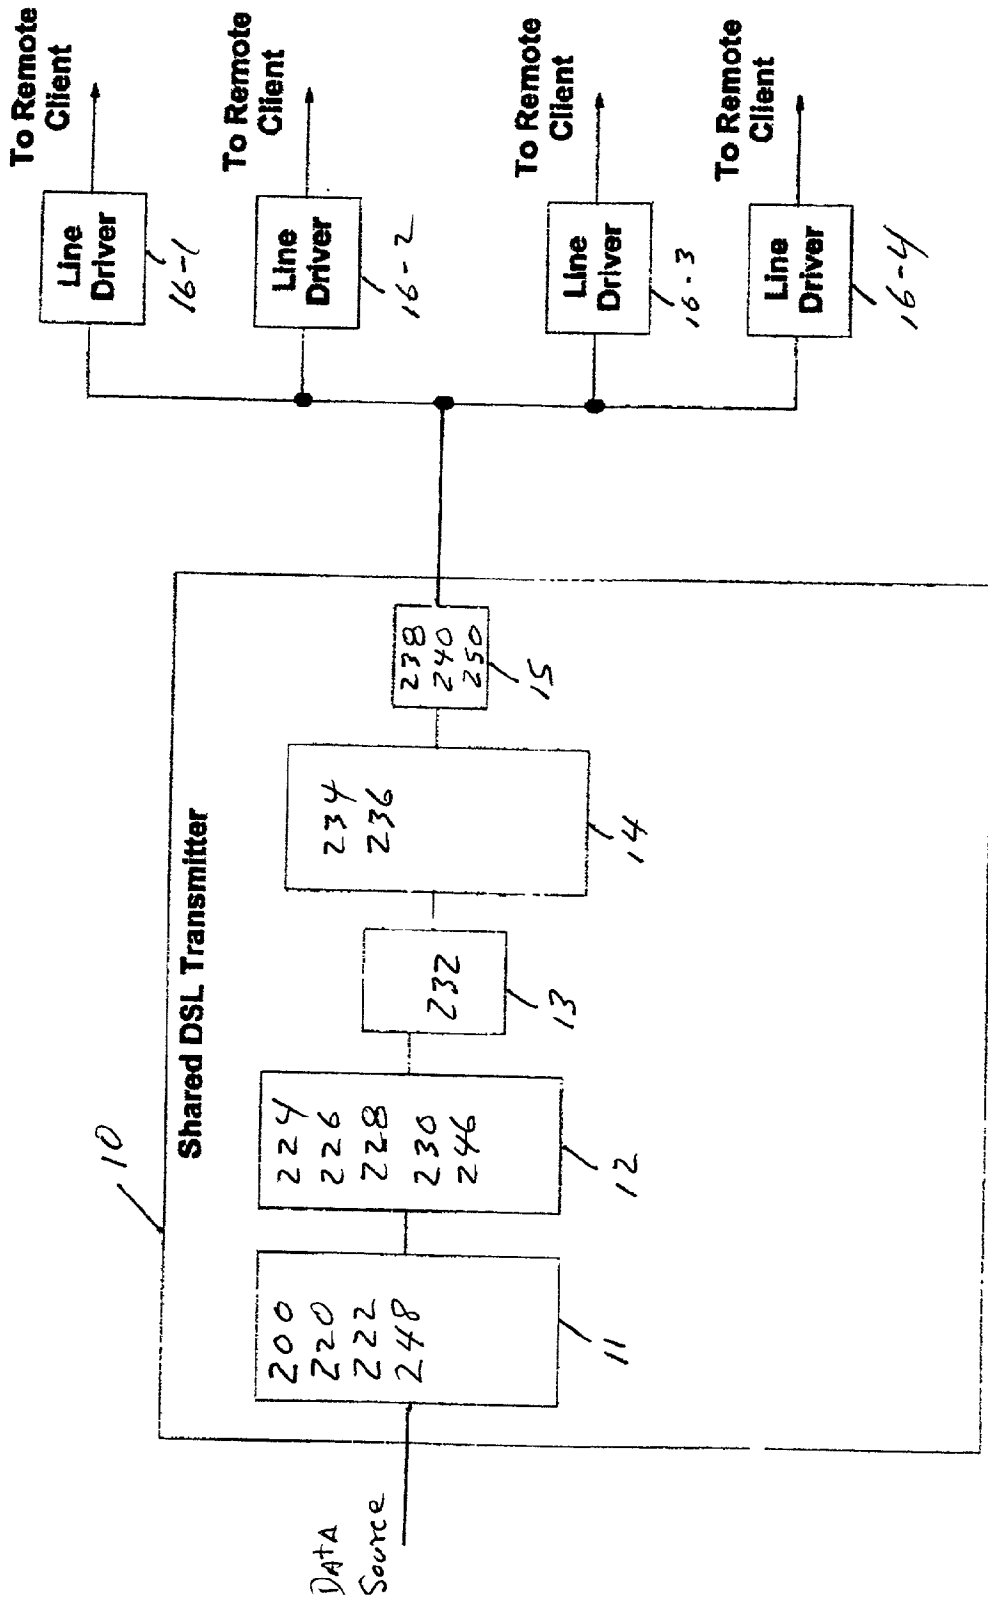 Shared DSL Transmitter
10
DATA
Source
200
220
222
248
11
224
226
228
230
246
12
232
13
234
236
14
238
240
250
15
Line
Driver
16-1
To Remote
Client
Line
Driver
16-2
To Remote
Client
Line
Driver
16-3
To Remote
Client
Line
Driver
16-4
To Remote
Client